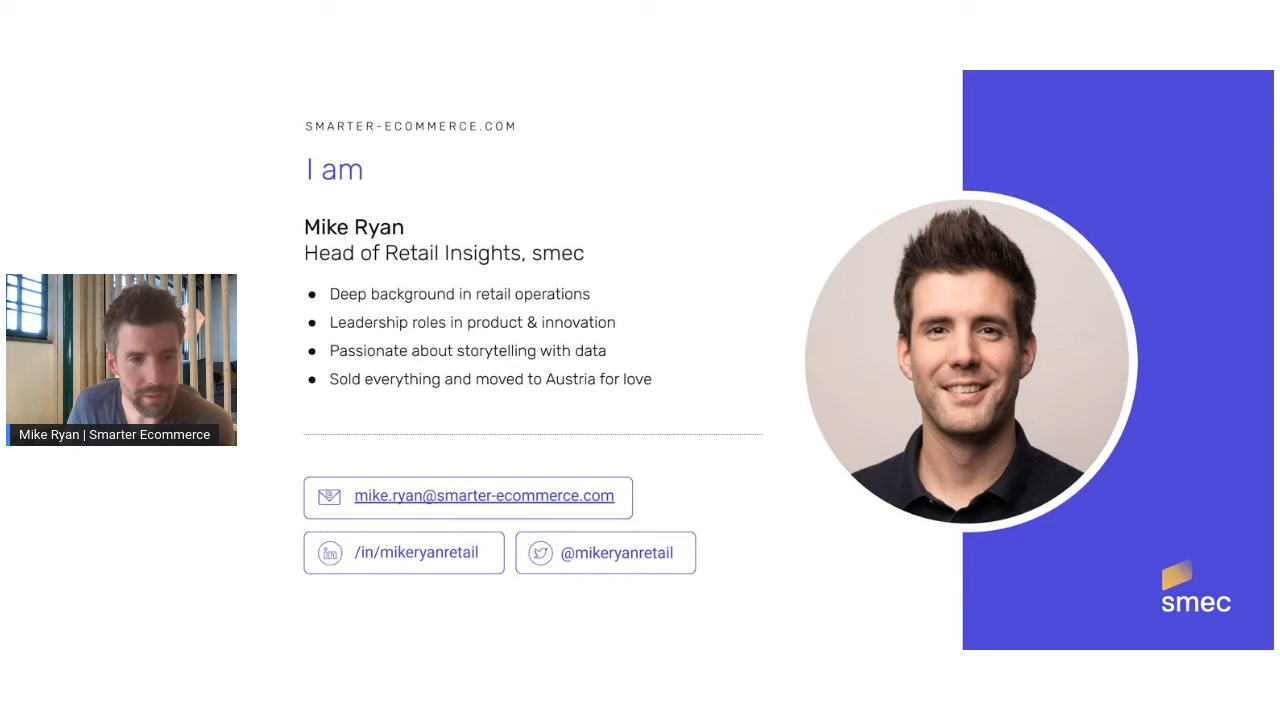 SMARTER-ECOMMERCE.COM
I am
Mike Ryan
Head of Retail Insights, smec
● Deep background in retail operations
● Leadership roles in product & innovation
● Passionate about storytelling with data
● Sold everything and moved to Austria for love
Mike Ryan | Smarter Ecommerce
mike.ryan@smarter-ecommerce.com
in /in/mikeryanretail
@mikeryanretail
smec